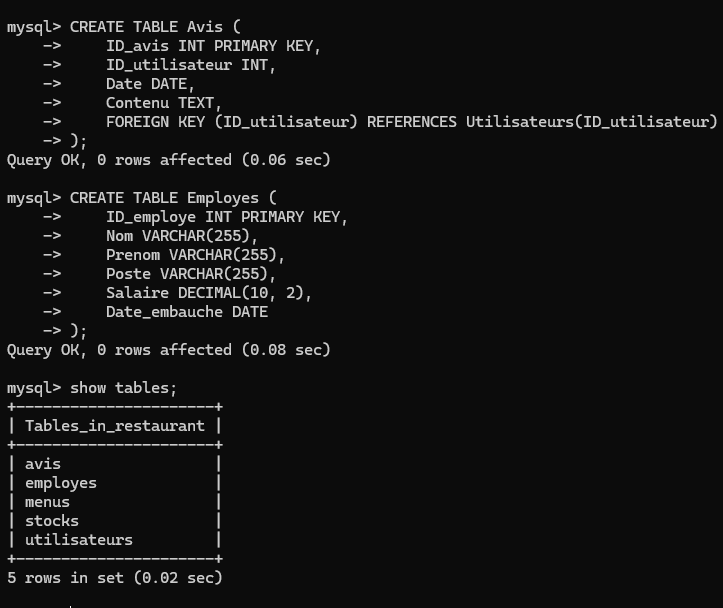 mysql> CREATE TABLE Avis (
    ->     ID_avis INT PRIMARY KEY,
    ->     ID_utilisateur INT,
    ->     Date DATE,
    ->     Contenu TEXT,
    ->     FOREIGN KEY (ID_utilisateur) REFERENCES Utilisateurs(ID_utilisateur)
    -> );
Query OK, 0 rows affected (0.06 sec)

mysql> CREATE TABLE Employes (
    ->     ID_employe INT PRIMARY KEY,
    ->     Nom VARCHAR(255),
    ->     Prenom VARCHAR(255),
    ->     Poste VARCHAR(255),
    ->     Salaire DECIMAL(10, 2),
    ->     Date_embauche DATE
    -> );
Query OK, 0 rows affected (0.08 sec)

mysql> show tables;
+----------------------+
| Tables_in_restaurant |
+----------------------+
| avis                 |
| employes             |
| menus                |
| stocks               |
| utilisateurs         |
+----------------------+
5 rows in set (0.02 sec)